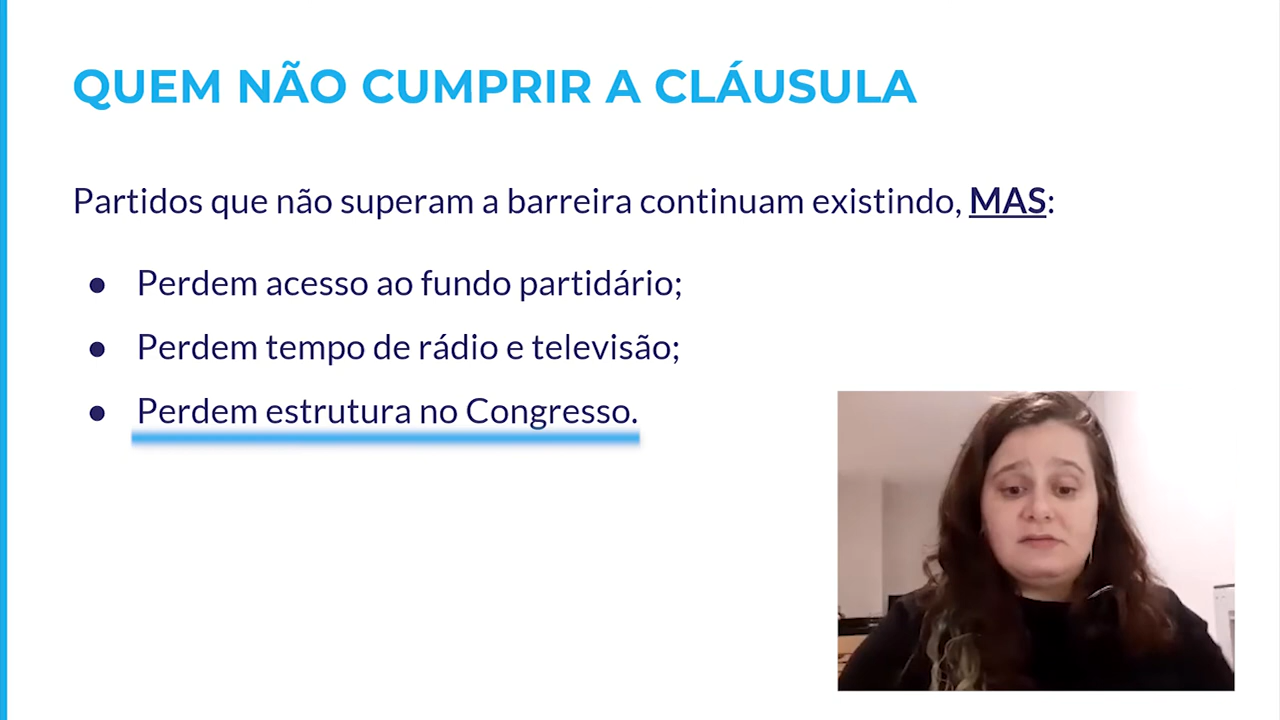 QUEM NÃO CUMPRIR A CLÁUSULA
Partidos que não superam a barreira continuam existindo, MAS:
● Perdem acesso ao fundo partidário;
● Perdem tempo de rádio e televisão;
● Perdem estrutura no Congresso.